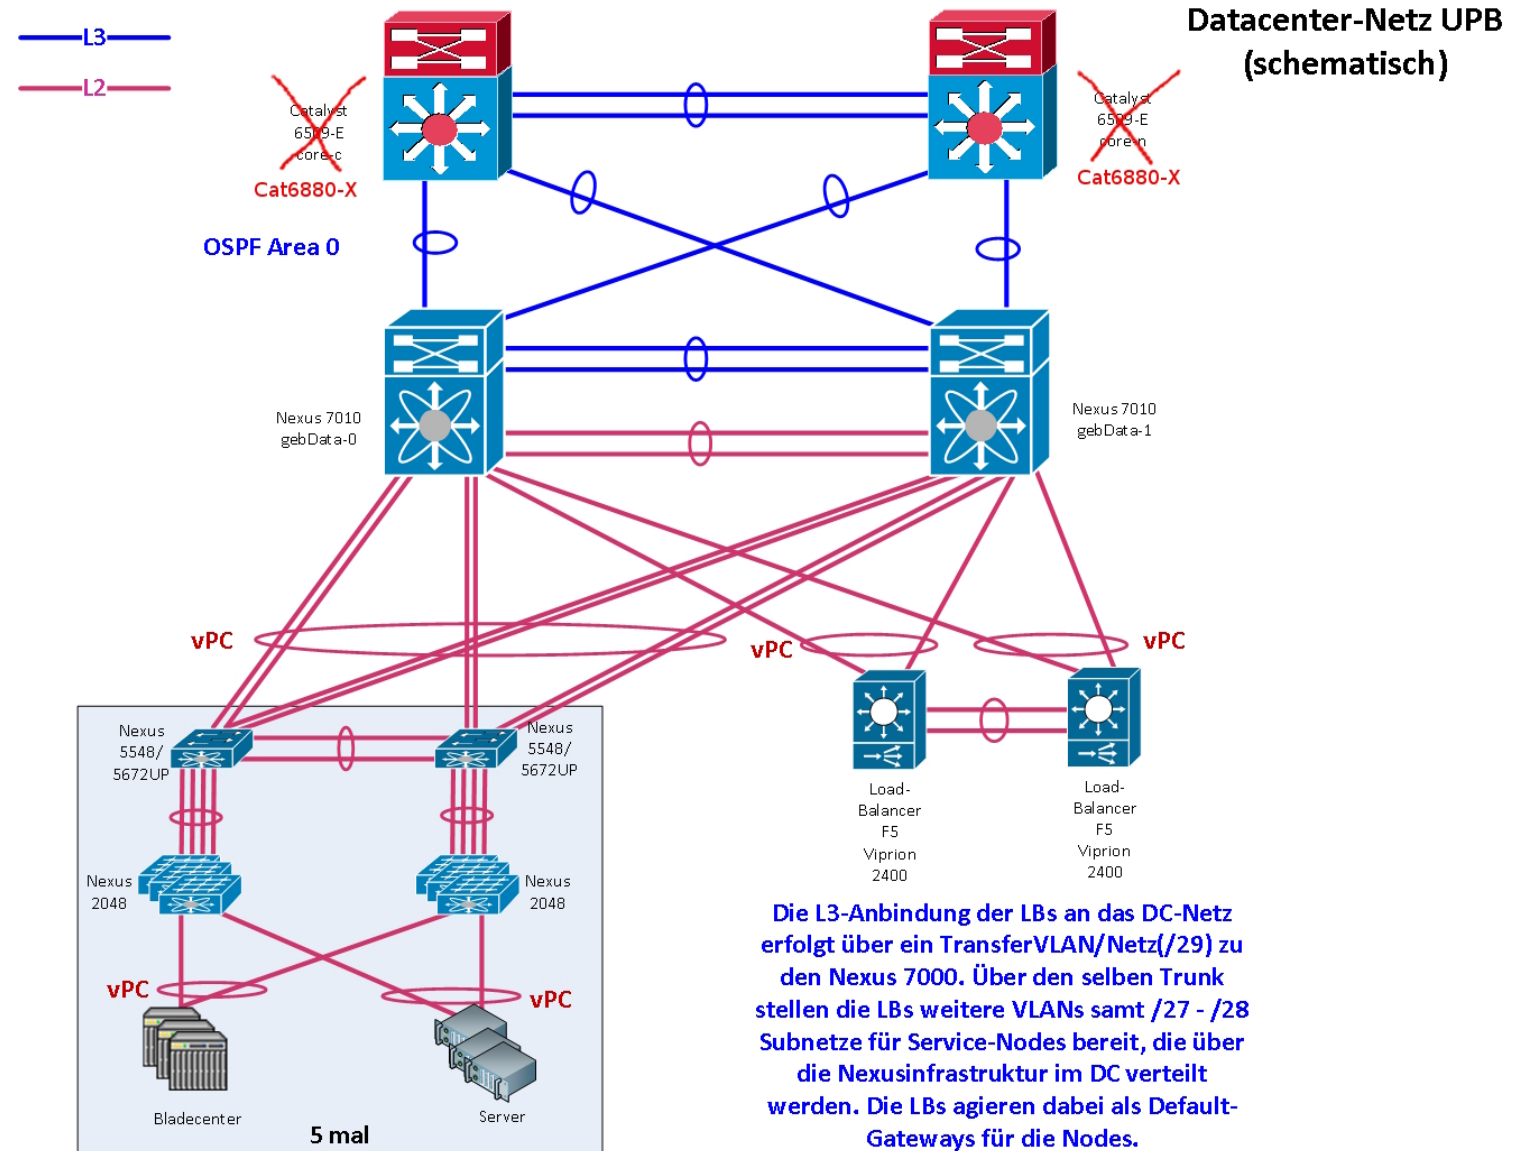 Datacenter-Netz UPB
(schematisch)
L3
L2
Catalyst
6509-E
core-c
Cat6880-X
Catalyst
6509-E
core-n
Cat6880-X
OSPF Area 0
Nexus 7010
gebData-0
Nexus 7010
gebData-1
vPC
vPC
vPC
Nexus
5548/
5672UP
Nexus
5548/
5672UP
Load-
Balancer
F5
Viprion
2400
Load-
Balancer
F5
Viprion
2400
Nexus
2048
Nexus
2048
vPC
vPC
Bladecenter
Server
5 mal
Die L3-Anbindung der LBs an das DC-Netz
erfolgt über ein TransferVLAN/Netz(/29) zu
den Nexus 7000. Über den selben Trunk
stellen die LBs weitere VLANs samt /27 - /28
Subnetze für Service-Nodes bereit, die über
die Nexusinfrastruktur im DC verteilt
werden. Die LBs agieren dabei als Default-
Gateways für die Nodes.